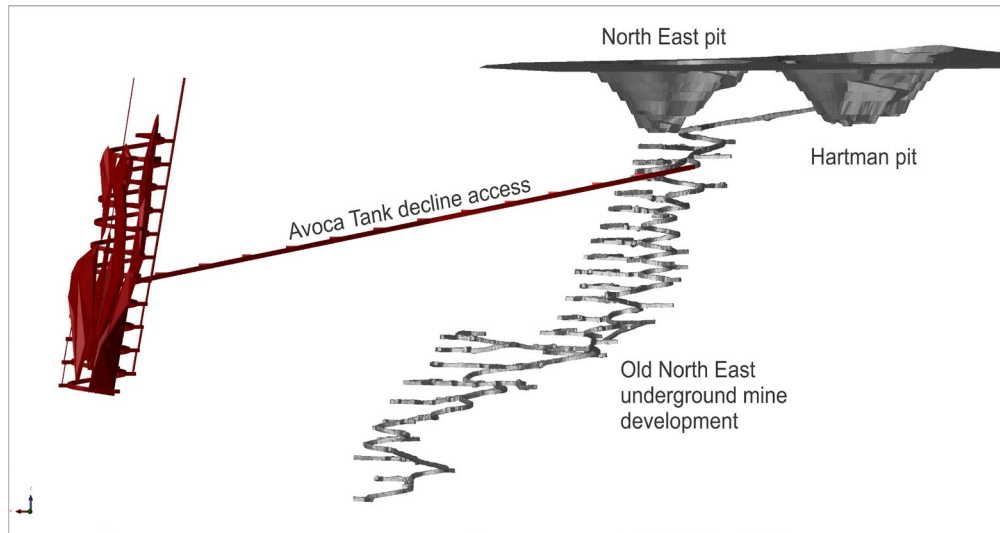 North East pit
Hartman pit
Avoca Tank decline access
Old North East
underground mine
development